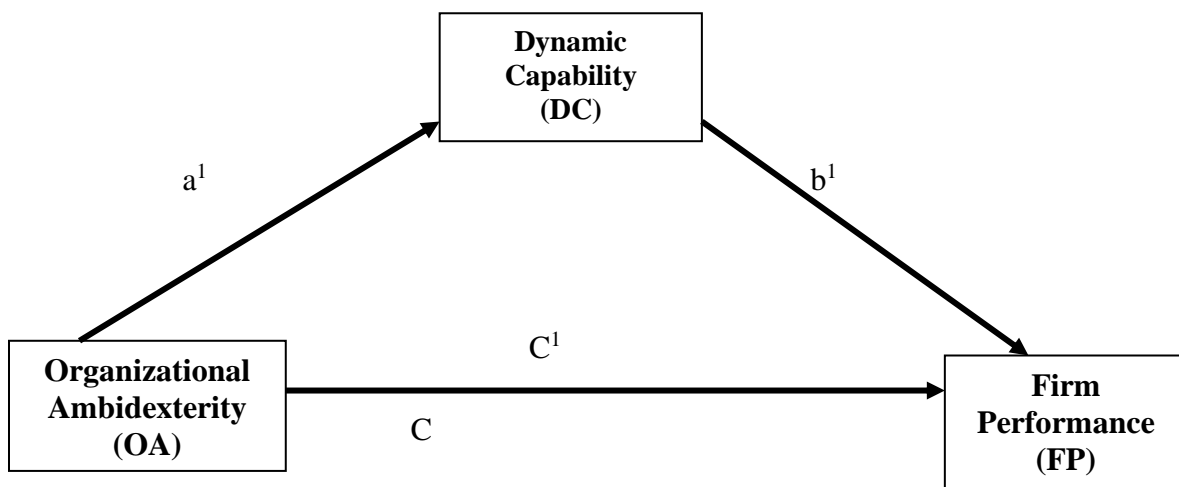 Dynamic
Capability
(DC)
a¹
b¹
Organizational
Ambidexterity
(OA)
C¹
C
Firm
Performance
(FP)